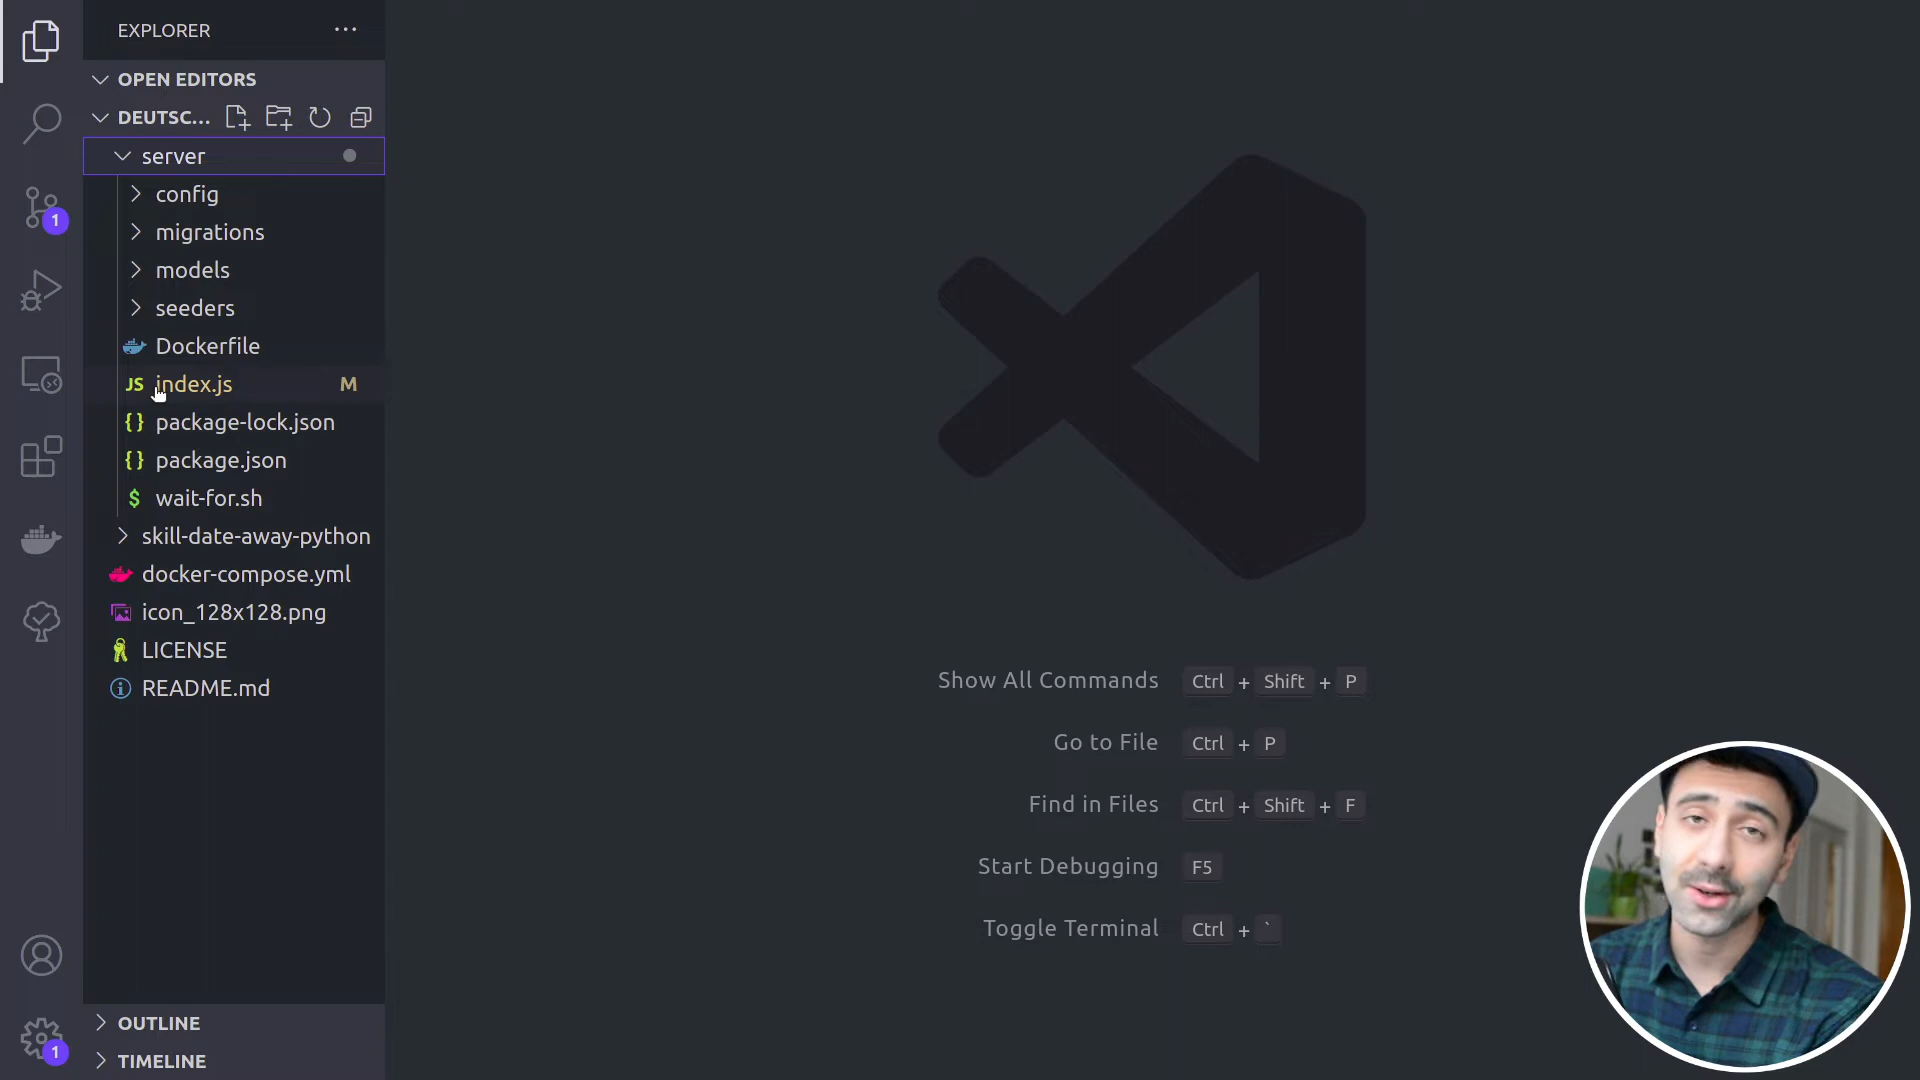 EXPLORER
OPEN EDITORS
DEUTSC...
server
config
migrations
models
seeders
Dockerfile
JS index.js M
{} package-lock.json
{} package.json
$ wait-for.sh
skill-date-away-python
docker-compose.yml
icon_128x128.png
LICENSE
README.md
OUTLINE
TIMELINE
1
1
Show All Commands Ctrl + Shift + P
Go to File Ctrl + P
Find in Files Ctrl + Shift + F
Start Debugging F5
Toggle Terminal Ctrl + `